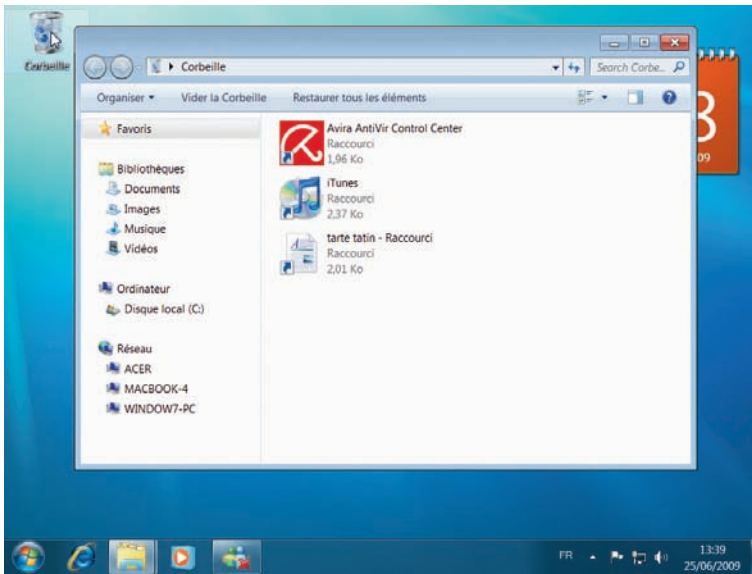 Corbeille
Corbeille
Search Corbe...
Organiser
Vider la Corbeille
Restaurer tous les éléments
Favoris
Bibliothèques
Documents
Images
Musique
Vidéos
Ordinateur
Disque local (C:)
Réseau
ACER
MACBOOK-4
WINDOW7-PC
Avira AntiVir Control Center
Raccourci
1,96 Ko
iTunes
Raccourci
2,37 Ko
tarte tatin - Raccourci
Raccourci
2,01 Ko
09
FR
13:39
25/06/2009